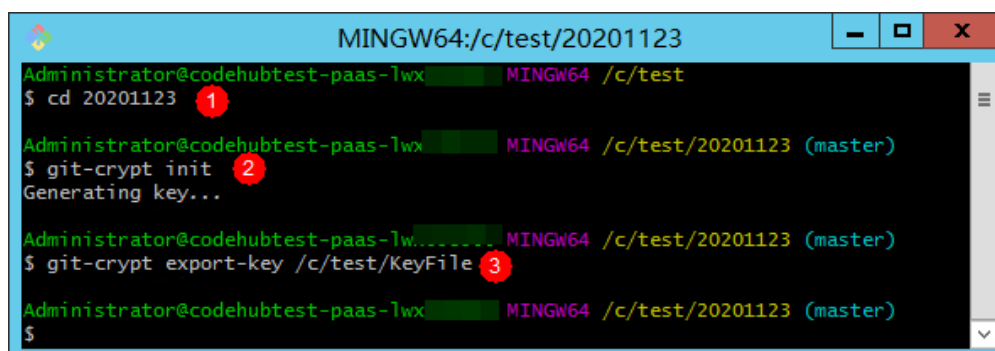 MINGW64:/c/test/20201123
Administrator@codehubtest-paas-lwx MINGW64 /c/test
$ cd 20201123 1
Administrator@codehubtest-paas-lwx MINGW64 /c/test/20201123 (master)
$ git-crypt init 2
Generating key...
Administrator@codehubtest-paas-lw MINGW64 /c/test/20201123 (master)
$ git-crypt export-key /c/test/KeyFile 3
Administrator@codehubtest-paas-lwx MINGW64 /c/test/20201123 (master)
$